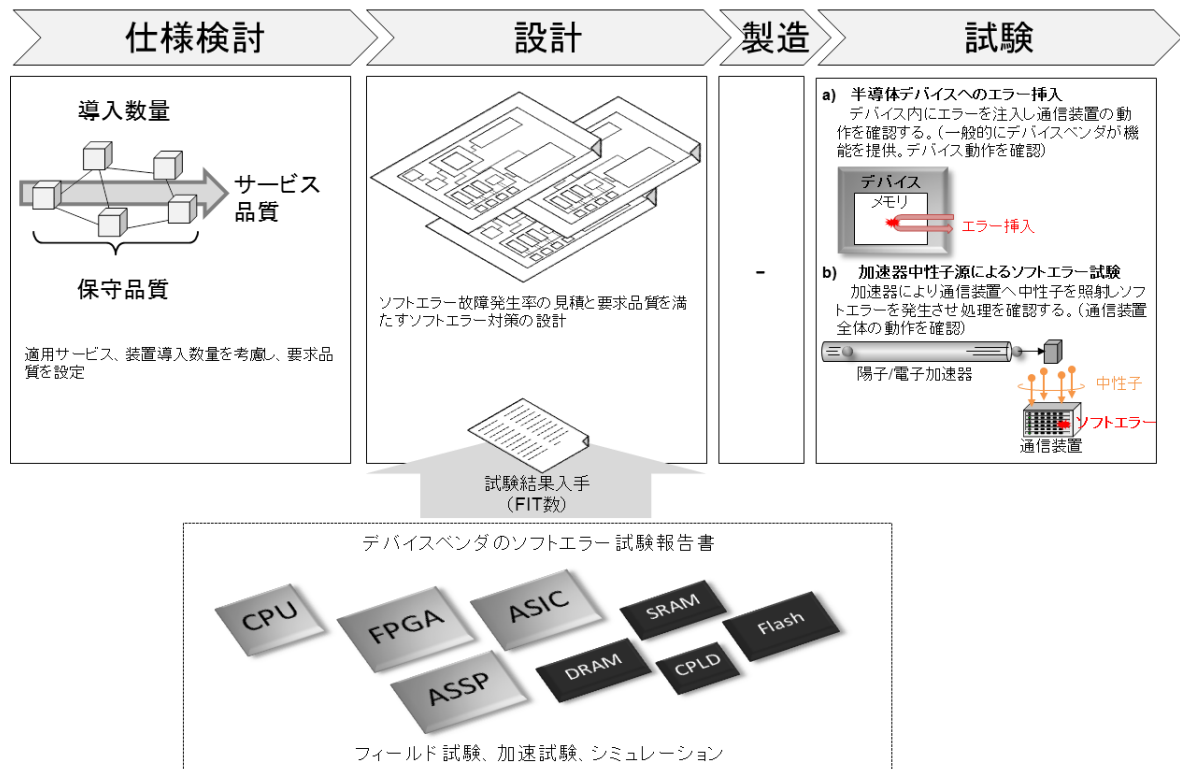 仕様検討
設計
製造
試験
導入数量
サービス
品質
保守品質
適用サービス、装置導入数量を考慮し、要求品
質を設定
ソフトエラー故障発生率の見積と要求品質を満
たすソフトエラー対策の設計
-
a) 半導体デバイスへのエラー挿入
デバイス内にエラーを注入し通信装置の動
作を確認する。(一般的にデバイスベンダが機
能を提供。デバイス動作を確認)
デバイス
メモリ
エラー挿入
b) 加速器中性子源によるソフトエラー試験
加速器により通信装置へ中性子を照射しソフ
トエラーを発生させ処理を確認する。(通信装置
全体の動作を確認)
陽子/電子加速器
中性子
ソフトエラー
通信装置
試験結果入手
(FIT数)
デバイスベンダのソフトエラー試験報告書
CPU
FPGA
ASIC
SRAM
Flash
ASSP
DRAM
CPLD
フィールド試験、加速試験、シミュレーション